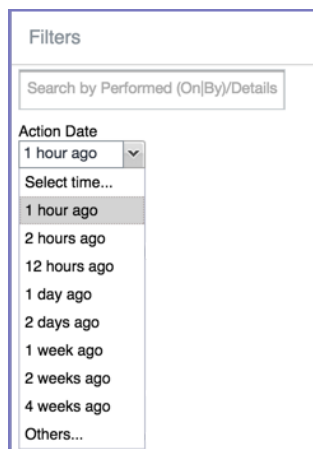 Filters
Search by Performed (On|By)/Details
Action Date
1 hour ago
Select time...
1 hour ago
2 hours ago
12 hours ago
1 day ago
2 days ago
1 week ago
2 weeks ago
4 weeks ago
Others...